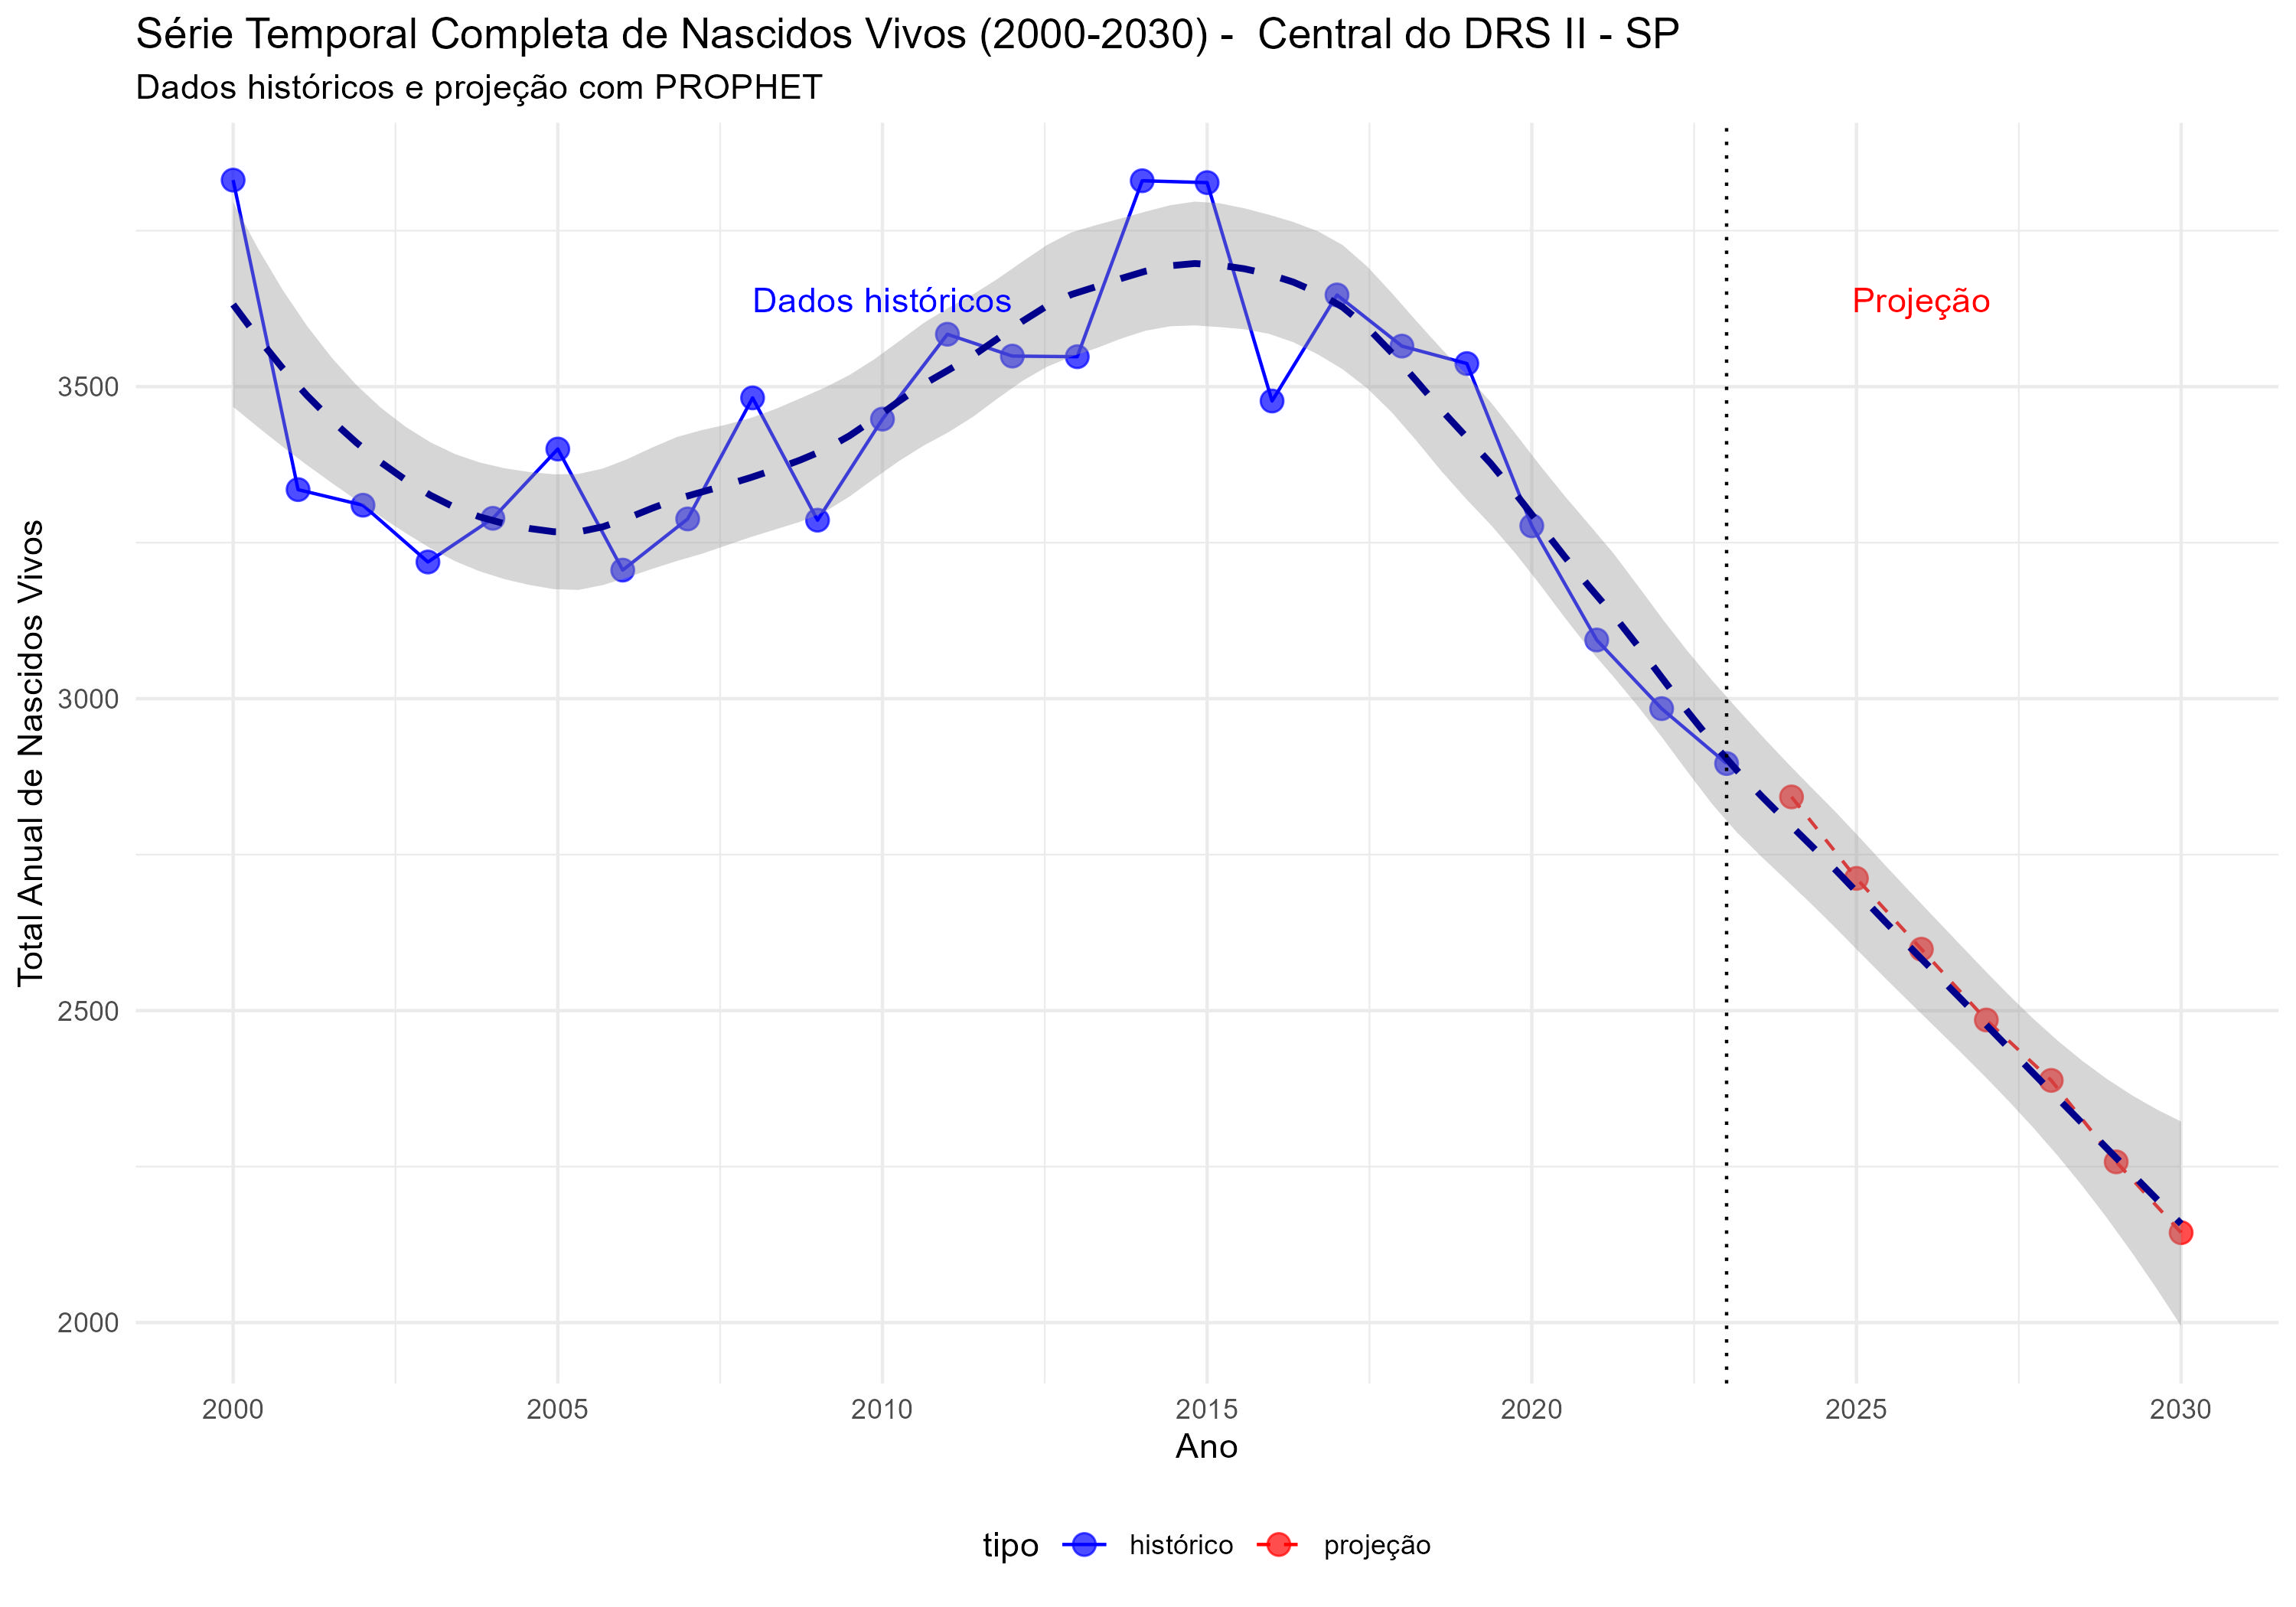 Série Temporal Completa de Nascidos Vivos (2000-2030) -  Central do DRS II - SP
Dados históricos e projeção com PROPHET
Dados históricos
Projeção
Total Anual de Nascidos Vivos
3500
3000
2500
2000
2000 2005 2010 2015 2020 2025 2030
Ano
tipo histórico projeção